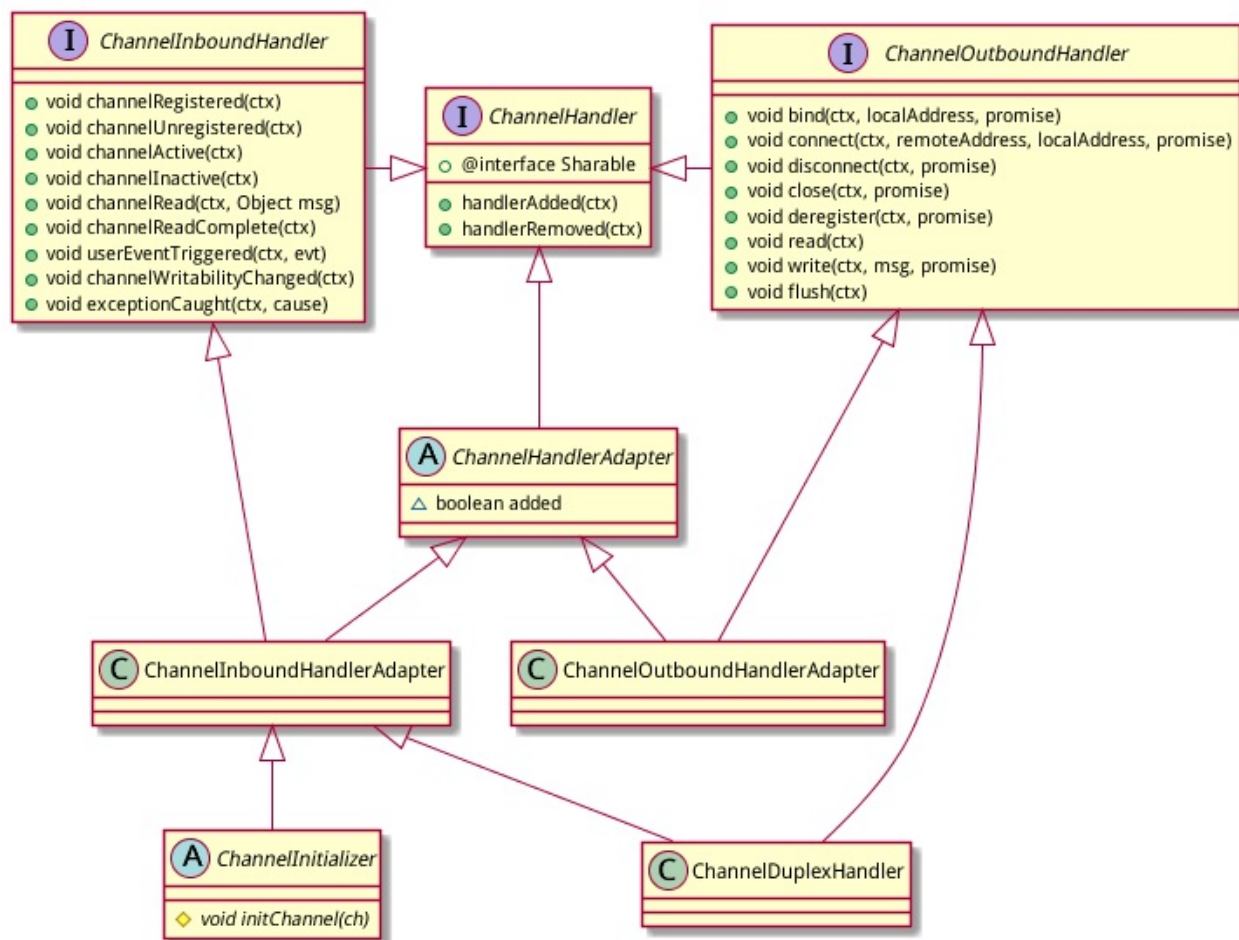 I ChannelInboundHandler
void channelRegistered(ctx)
void channelUnregistered(ctx)
void channelActive(ctx)
void channelInactive(ctx)
void channelRead(ctx, Object msg)
void channelReadComplete(ctx)
void userEventTriggered(ctx, evt)
void channelWritabilityChanged(ctx)
void exceptionCaught(ctx, cause)
I ChannelHandler
@interface Sharable
handlerAdded(ctx)
handlerRemoved(ctx)
I ChannelOutboundHandler
void bind(ctx, localAddress, promise)
void connect(ctx, remoteAddress, localAddress, promise)
void disconnect(ctx, promise)
void close(ctx, promise)
void deregister(ctx, promise)
void read(ctx)
void write(ctx, msg, promise)
void flush(ctx)
A ChannelHandlerAdapter
boolean added
C ChannelInboundHandlerAdapter
C ChannelOutboundHandlerAdapter
A ChannelInitializer
void initChannel(ch)
C ChannelDuplexHandler